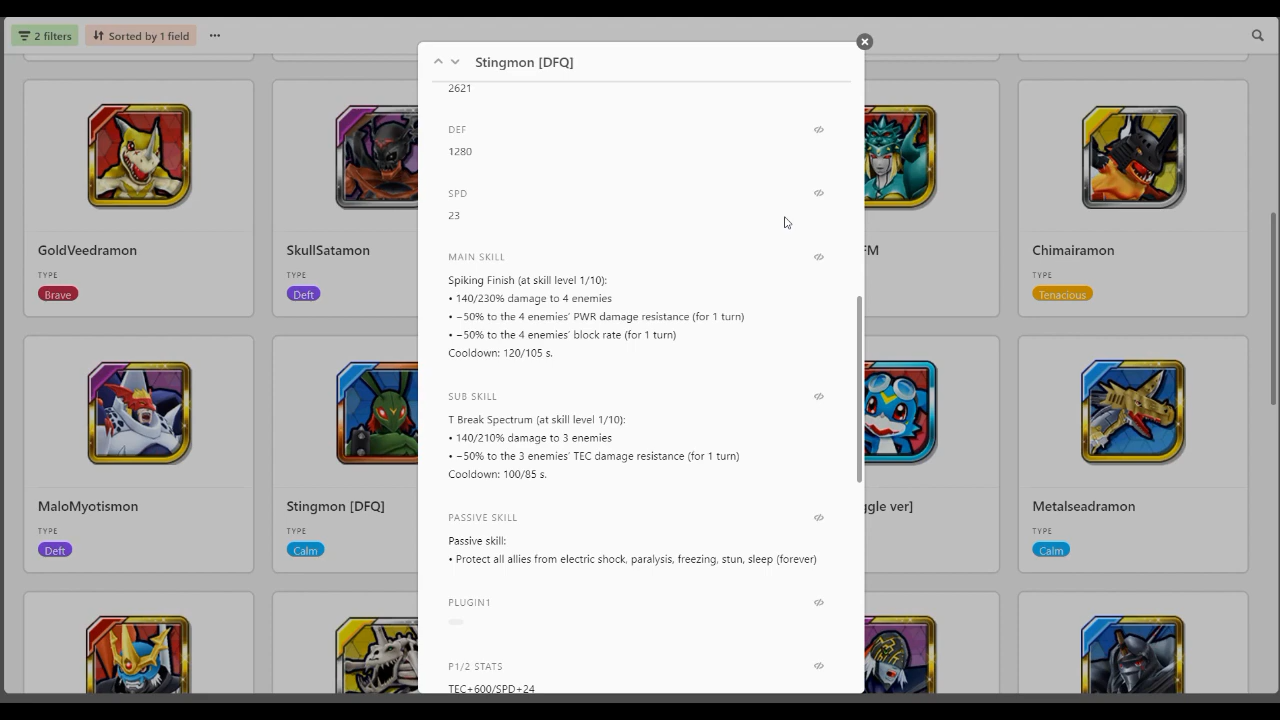 2 filters
Sorted by 1 field
Stingmon [DFQ]
2621
DEF
1280
SPD
23
MAIN SKILL
Spiking Finish (at skill level 1/10):
• 140/230% damage to 4 enemies
• −50% to the 4 enemies’ PWR damage resistance (for 1 turn)
• −50% to the 4 enemies’ block rate (for 1 turn)
Cooldown: 120/105 s.
SUB SKILL
T Break Spectrum (at skill level 1/10):
• 140/210% damage to 3 enemies
• −50% to the 3 enemies’ TEC damage resistance (for 1 turn)
Cooldown: 100/85 s.
PASSIVE SKILL
Passive skill:
• Protect all allies from electric shock, paralysis, freezing, stun, sleep (forever)
PLUGIN1
P1/2 STATS
TEC+600/SPD+24
GoldVeedramon
TYPE
Brave
SkullSatamon
TYPE
Deft
FM
Chimairamon
TYPE
Tenacious
MaloMyotismon
TYPE
Deft
Stingmon [DFQ]
TYPE
Calm
ggle ver]
Metalseadramon
TYPE
Calm